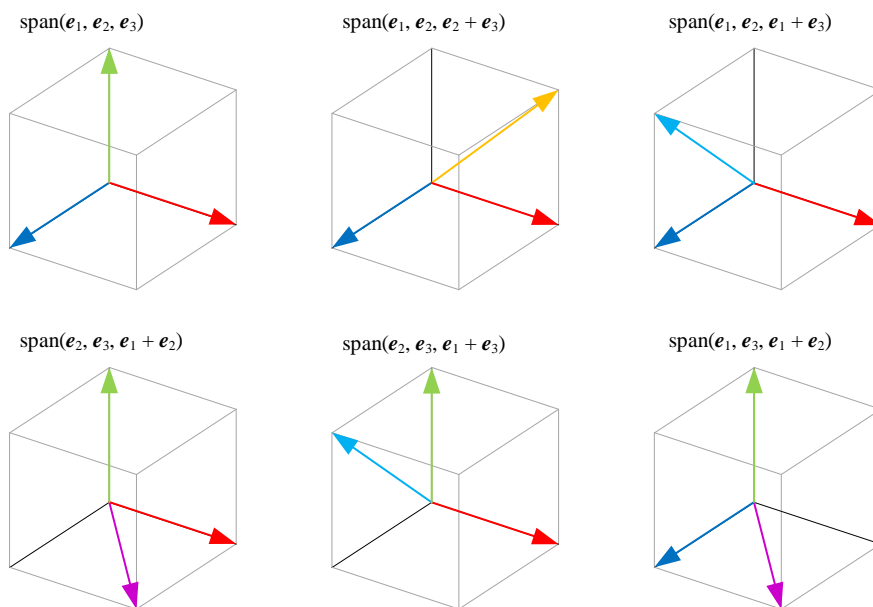 span(e₁, e₂, e₃)
span(e₁, e₂, e₂ + e₃)
span(e₁, e₂, e₁ + e₃)
span(e₂, e₃, e₁ + e₂)
span(e₂, e₃, e₁ + e₃)
span(e₁, e₃, e₁ + e₂)